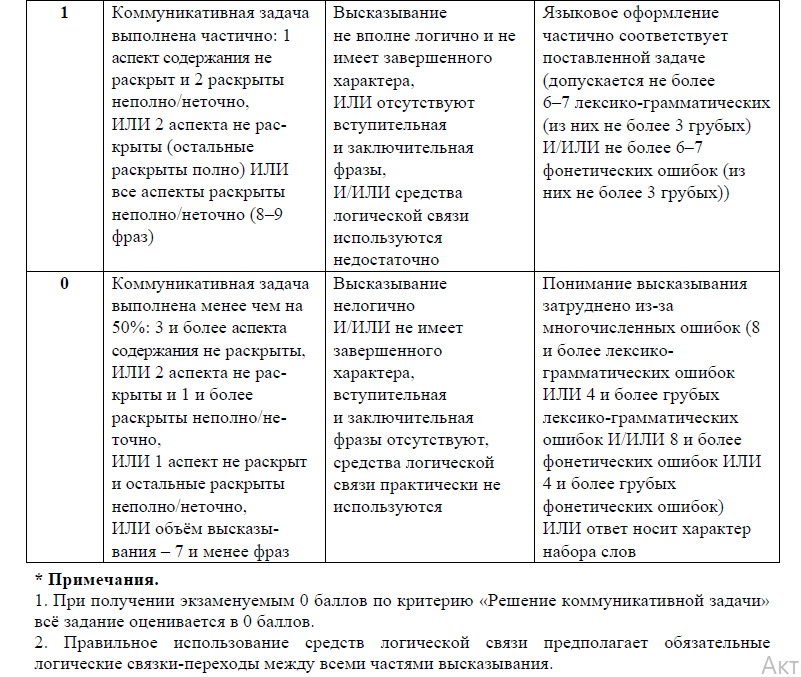 1
Коммуникативная задача
выполнена частично: 1
аспект содержания не
раскрыт и 2 раскрыты
неполно/неточно,
ИЛИ 2 аспекта не рас-
крыты (остальные
раскрыты полно) ИЛИ
все аспекты раскрыты
неполно/неточно (8–9
фраз)
Высказывание
не вполне логично и не
имеет завершенного
характера,
ИЛИ отсутствуют
вступительная
и заключительная
фразы,
И/ИЛИ средства
логической связи
используются
недостаточно
Языковое оформление
частично соответствует
поставленной задаче
(допускается не более
6–7 лексико-грамматических
(из них не более 3 грубых)
И/ИЛИ не более 6–7
фонетических ошибок (из
них не более 3 грубых))
0
Коммуникативная задача
выполнена менее чем на
50%: 3 и более аспекта
содержания не раскрыты,
ИЛИ 2 аспекта не рас-
крыты и 1 и более
раскрыты неполно/не-
точно,
ИЛИ 1 аспект не раскрыт
и остальные раскрыты
неполно/неточно,
ИЛИ объём высказы-
вания – 7 и менее фраз
Высказывание
нелогично
И/ИЛИ не имеет
завершенного
характера,
вступительная
и заключительная
фразы отсутствуют,
средства логической
связи практически не
используются
Понимание высказывания
затруднено из-за
многочисленных ошибок (8
и более лексико-
грамматических ошибок
ИЛИ 4 и более грубых
лексико-грамматических
ошибок И/ИЛИ 8 и более
фонетических ошибок ИЛИ
4 и более грубых
фонетических ошибок)
ИЛИ ответ носит характер
набора слов
* Примечания.
1. При получении экзаменуемым 0 баллов по критерию «Решение коммуникативной задачи»
всё задание оценивается в 0 баллов.
2. Правильное использование средств логической связи предполагает обязательные
логические связки-переходы между всеми частями высказывания.
Акт